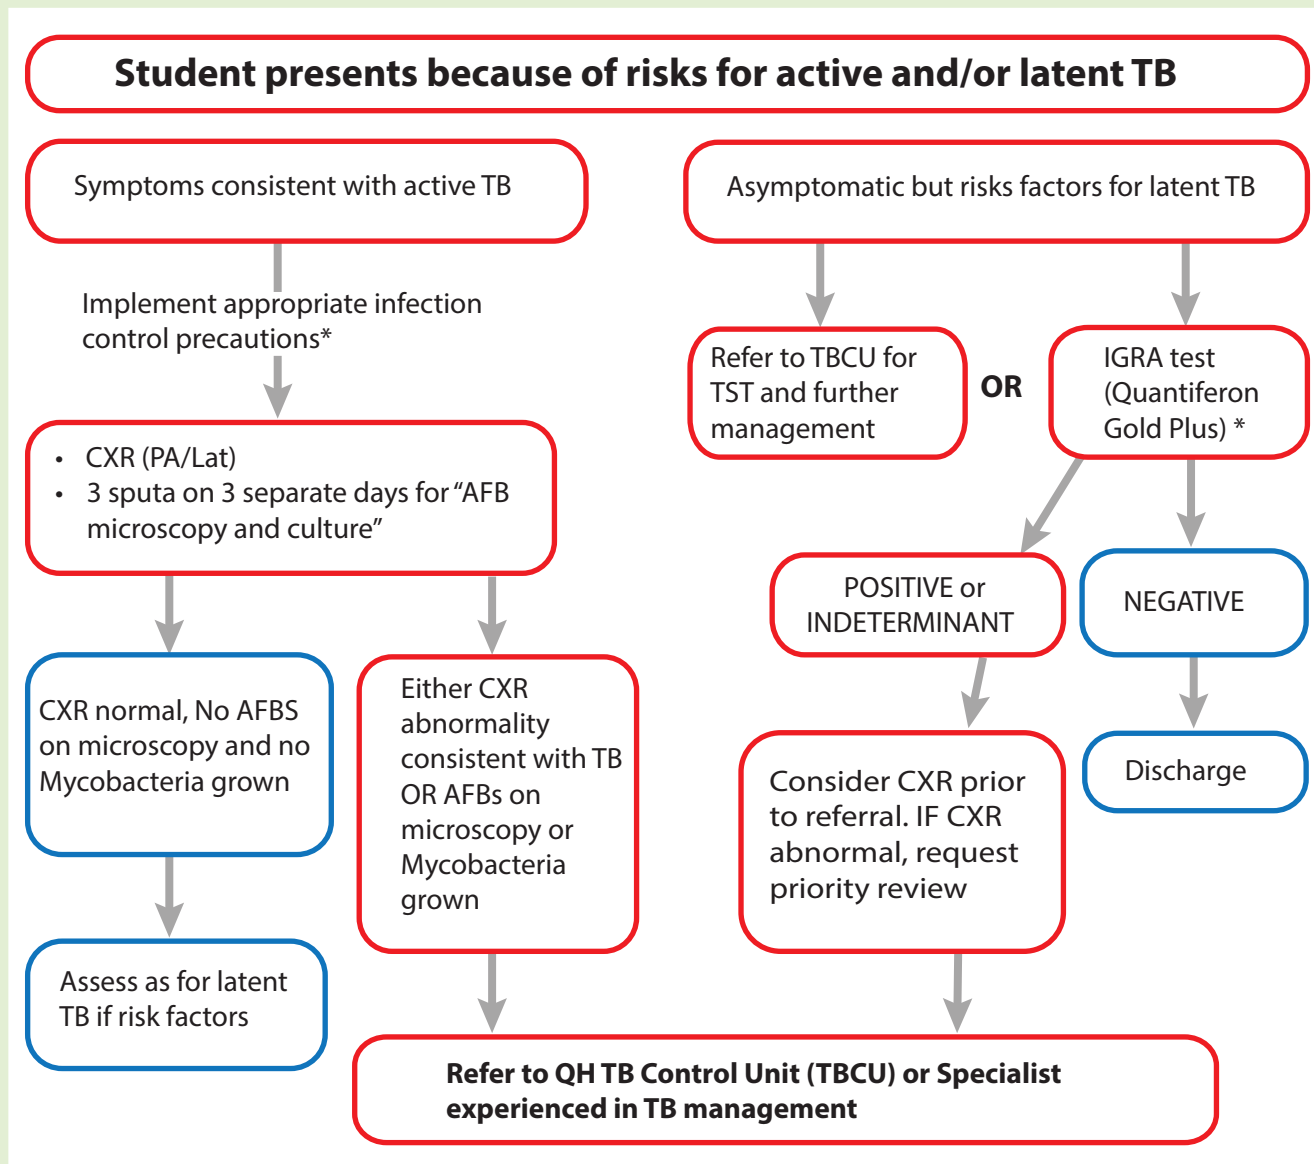 Student presents because of risks for active and/or latent TB
Symptoms consistent with active TB
Asymptomatic but risks factors for latent TB
Implement appropriate infection
control precautions*
Refer to TBCU for
TST and further
management
OR
IGRA test
(Quantiferon
Gold Plus) *
• CXR (PA/Lat)
• 3 sputa on 3 separate days for “AFB
microscopy and culture”
POSITIVE or
INDETERMINANT
NEGATIVE
CXR normal, No AFBS
on microscopy and no
Mycobacteria grown
Either CXR
abnormality
consistent with TB
OR AFBs on
microscopy or
Mycobacteria
grown
Consider CXR prior
to referral. IF CXR
abnormal, request
priority review
Discharge
Assess as for latent
TB if risk factors
Refer to QH TB Control Unit (TBCU) or Specialist
experienced in TB management